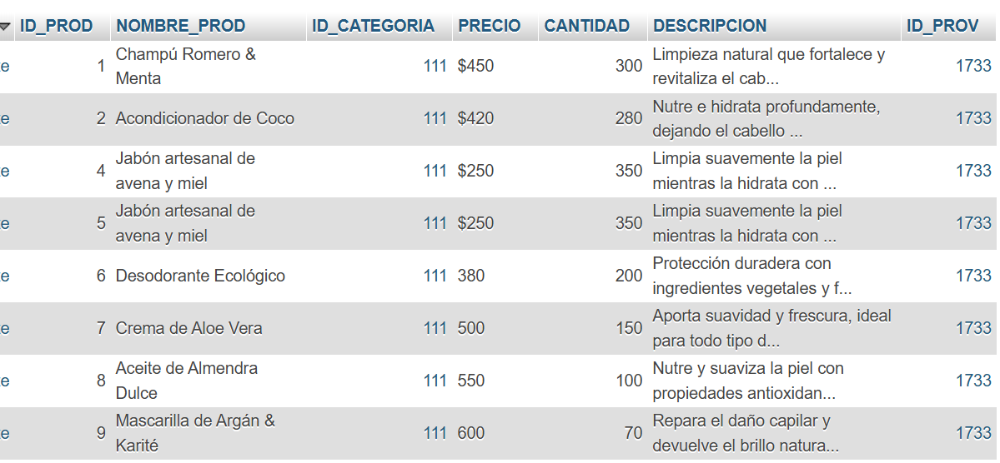 ID_PROD NOMBRE_PROD ID_CATEGORIA PRECIO CANTIDAD DESCRIPCION ID_PROV
e 1 Champú Romero & Menta 111 $450 300 Limpieza natural que fortalece y revitaliza el cab... 1733
e 2 Acondicionador de Coco 111 $420 280 Nutre e hidrata profundamente, dejando el cabello ... 1733
e 4 Jabón artesanal de avena y miel 111 $250 350 Limpia suavemente la piel mientras la hidrata con ... 1733
e 5 Jabón artesanal de avena y miel 111 $250 350 Limpia suavemente la piel mientras la hidrata con ... 1733
e 6 Desodorante Ecológico 111 380 200 Protección duradera con ingredientes vegetales y f... 1733
e 7 Crema de Aloe Vera 111 500 150 Aporta suavidad y frescura, ideal para todo tipo d... 1733
e 8 Aceite de Almendra Dulce 111 550 100 Nutre y suaviza la piel con propiedades antioxidan... 1733
e 9 Mascarilla de Argán & Karité 111 600 70 Repara el daño capilar y devuelve el brillo natura... 1733